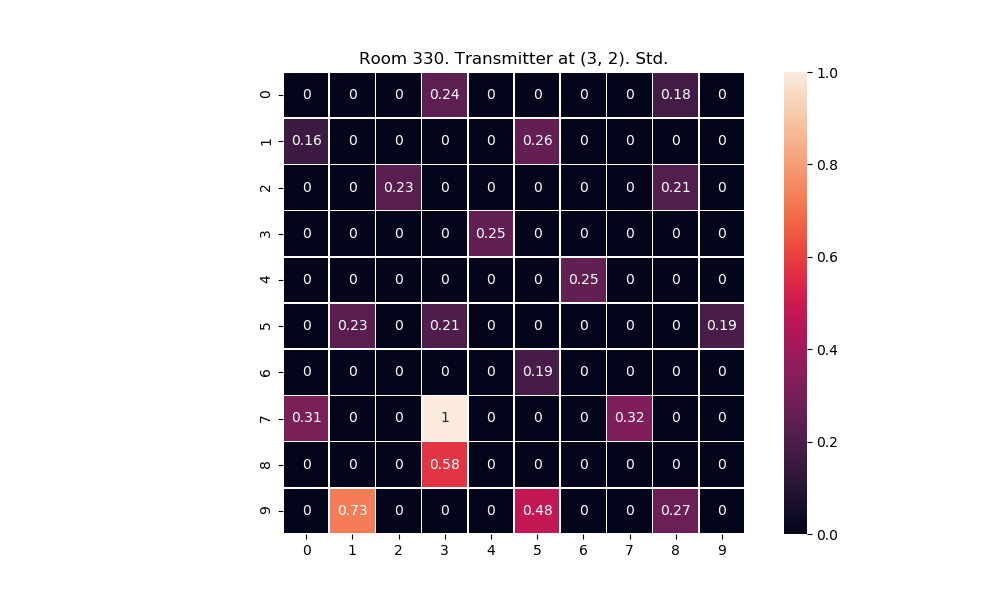 Room 330. Transmitter at (3, 2). Std.
0 0 0 0 0.24 0 0 0 0 0.18 0
1 0.16 0 0 0 0 0.26 0 0 0 0
2 0 0 0.23 0 0 0 0 0 0.21 0
3 0 0 0 0 0.25 0 0 0 0 0
4 0 0 0 0 0 0 0.25 0 0 0
5 0 0.23 0 0.21 0 0 0 0 0 0.19
6 0 0 0 0 0 0.19 0 0 0 0
7 0.31 0 0 1 0 0 0 0.32 0 0
8 0 0 0 0.58 0 0 0 0 0 0
9 0 0.73 0 0 0 0.48 0 0 0.27 0
0 1 2 3 4 5 6 7 8 9
1.0
0.8
0.6
0.4
0.2
0.0